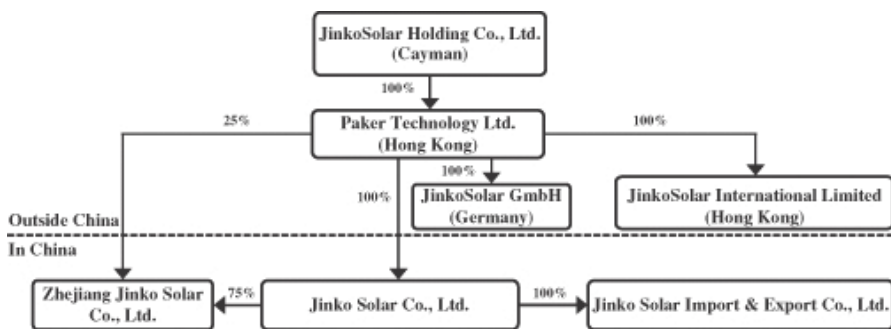 JinkoSolar Holding Co., Ltd.
(Cayman)
100%
25%
Paker Technology Ltd.
(Hong Kong)
100%
100%
100%
JinkoSolar GmbH
(Germany)
JinkoSolar International Limited
(Hong Kong)
Outside China
In China
Zhejiang Jinko Solar
Co., Ltd.
75%
Jinko Solar Co., Ltd.
100%
Jinko Solar Import & Export Co., Ltd.